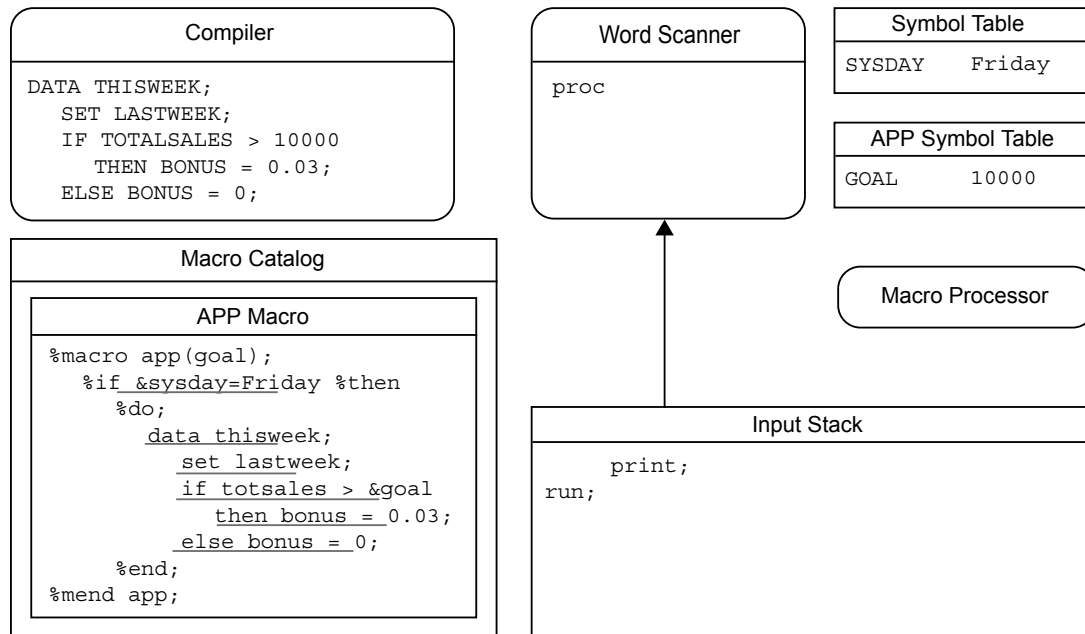 Compiler
DATA THISWEEK;
SET LASTWEEK;
IF TOTALSALES > 10000
THEN BONUS = 0.03;
ELSE BONUS = 0;
Word Scanner
proc
Symbol Table
SYSDAY Friday
APP Symbol Table
GOAL 10000
Macro Catalog
APP Macro
%macro app(goal);
%if &sysday=Friday %then
%do;
data thisweek;
set lastweek;
if totsales > &goal
then bonus = 0.03;
else bonus = 0;
%end;
%mend app;
Macro Processor
Input Stack
print;
run;